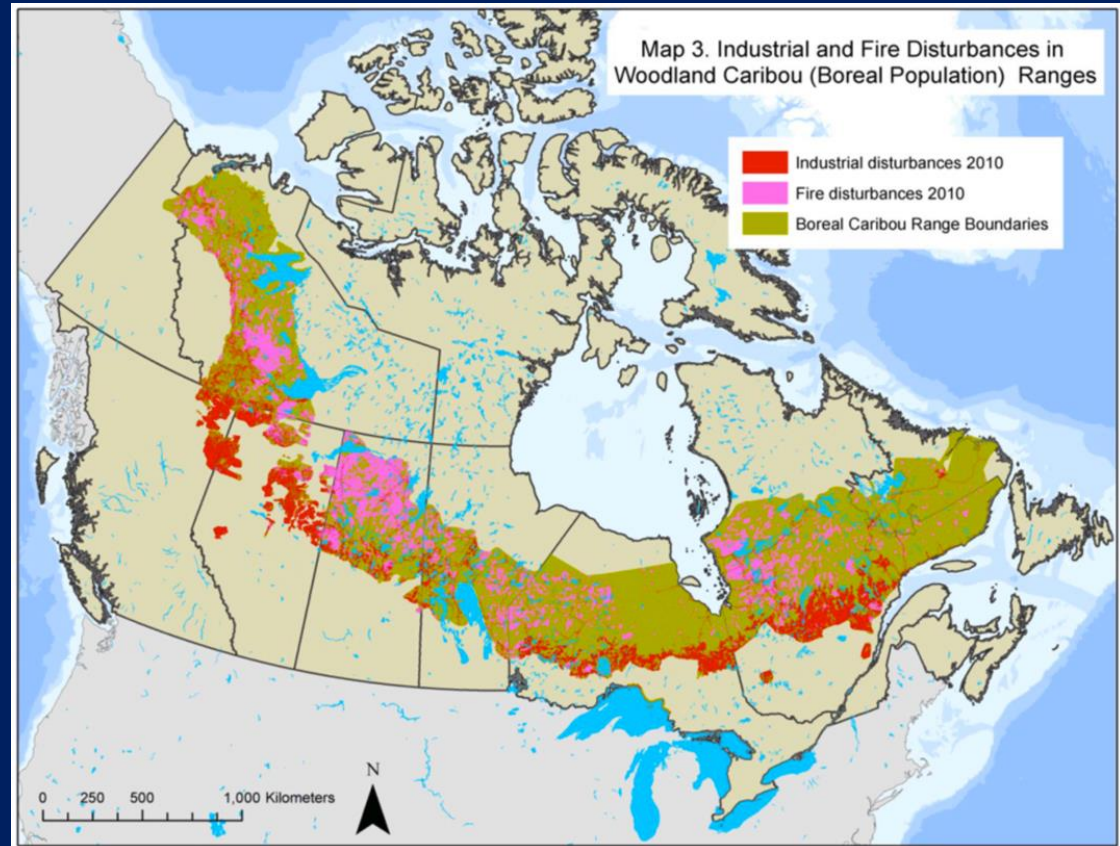 Map 3. Industrial and Fire Disturbances in
Woodland Caribou (Boreal Population) Ranges
Industrial disturbances 2010
Fire disturbances 2010
Boreal Caribou Range Boundaries
N
0 250 500 1,000 Kilometers